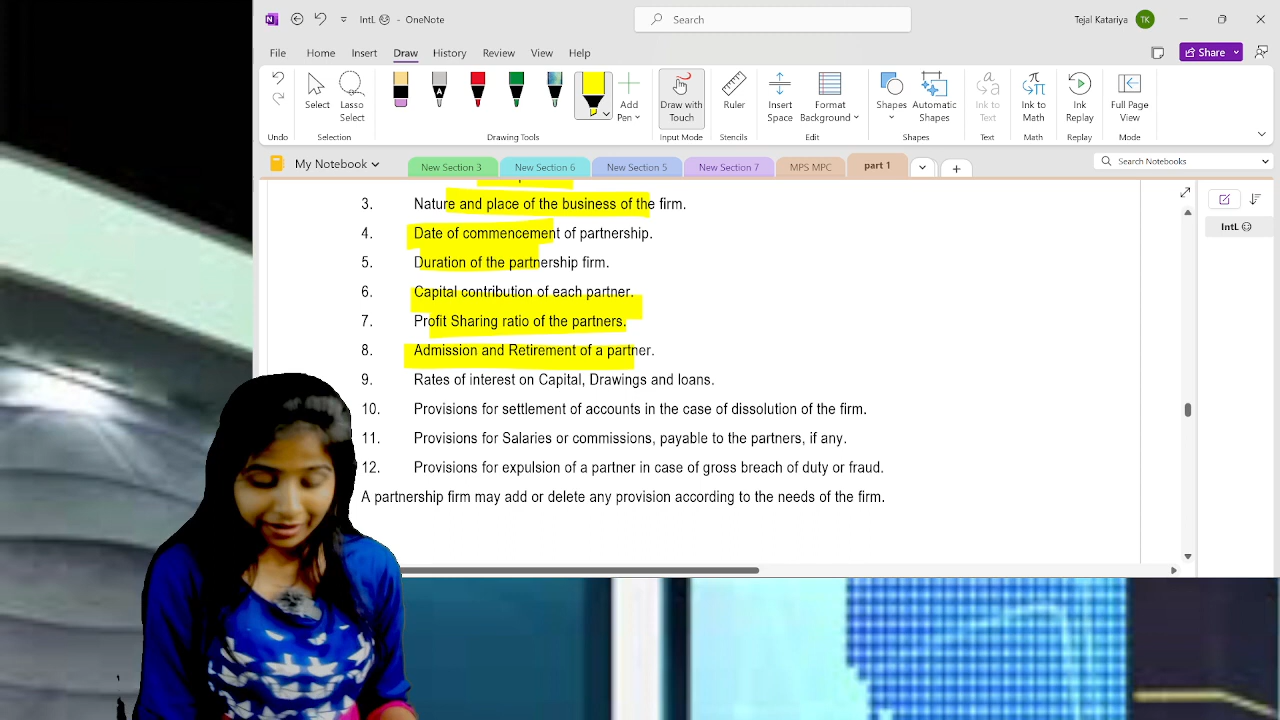 IntL - OneNote
Search
Tejal Katariya TK
File Home Insert Draw History Review View Help
Share
Select
Lasso Select
Add Pen
Draw with Touch
Ruler
Insert Space
Format Background
Shapes
Automatic Shapes
Ink to Text
Ink to Math
Ink Replay
Full Page View
Undo Selection Drawing Tools Input Mode Stencils Edit Shapes Text Math Replay Mode
My Notebook New Section 3 New Section 6 New Section 5 New Section 7 MPS MPC part 1 Search Notebooks
IntL
3. Nature and place of the business of the firm.
4. Date of commencement of partnership.
5. Duration of the partnership firm.
6. Capital contribution of each partner.
7. Profit Sharing ratio of the partners.
8. Admission and Retirement of a partner.
9. Rates of interest on Capital, Drawings and loans.
10. Provisions for settlement of accounts in the case of dissolution of the firm.
11. Provisions for Salaries or commissions, payable to the partners, if any.
12. Provisions for expulsion of a partner in case of gross breach of duty or fraud.
A partnership firm may add or delete any provision according to the needs of the firm.